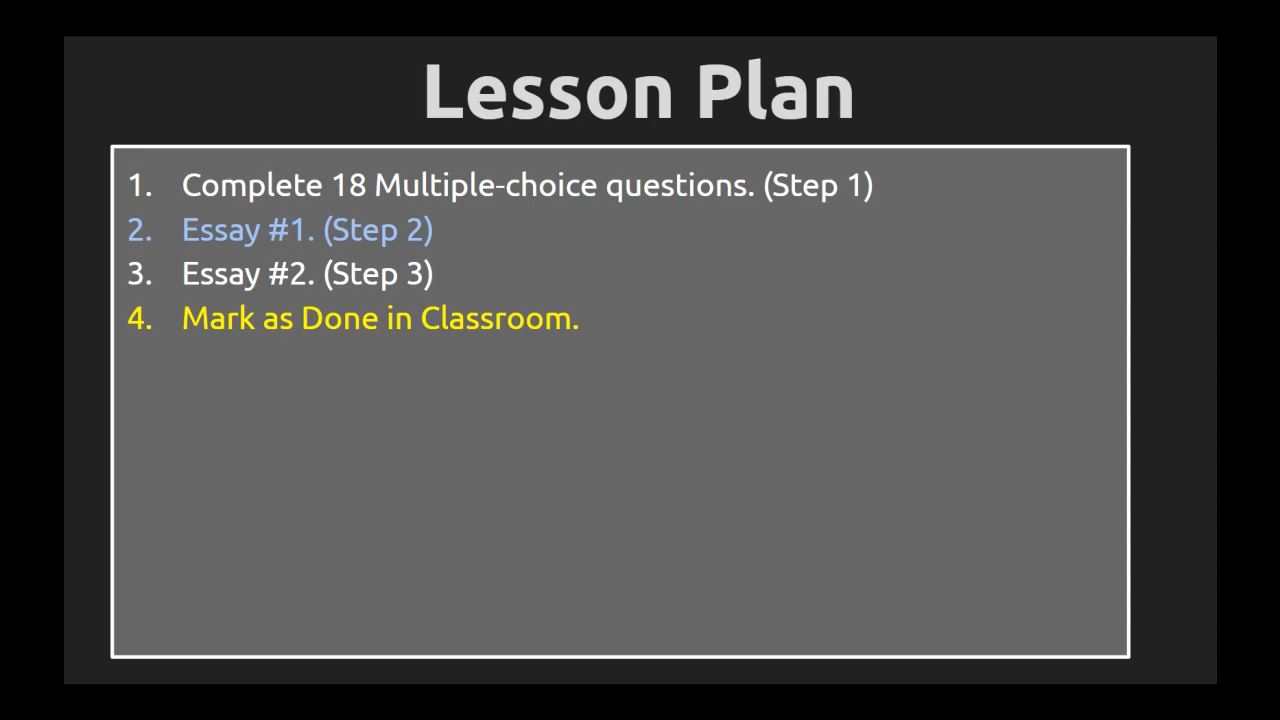 Lesson Plan
1. Complete 18 Multiple-choice questions. (Step 1)
2. Essay #1. (Step 2)
3. Essay #2. (Step 3)
4. Mark as Done in Classroom.